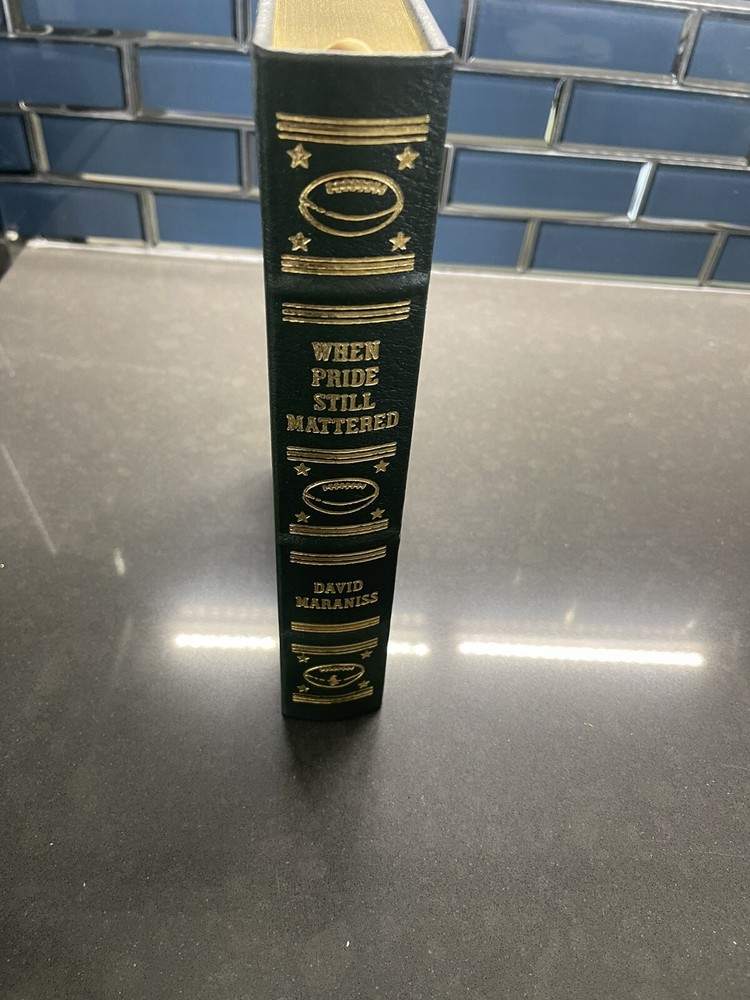 WHEN
PRIDE
STILL
MATTERED
DAVID
MARANISS